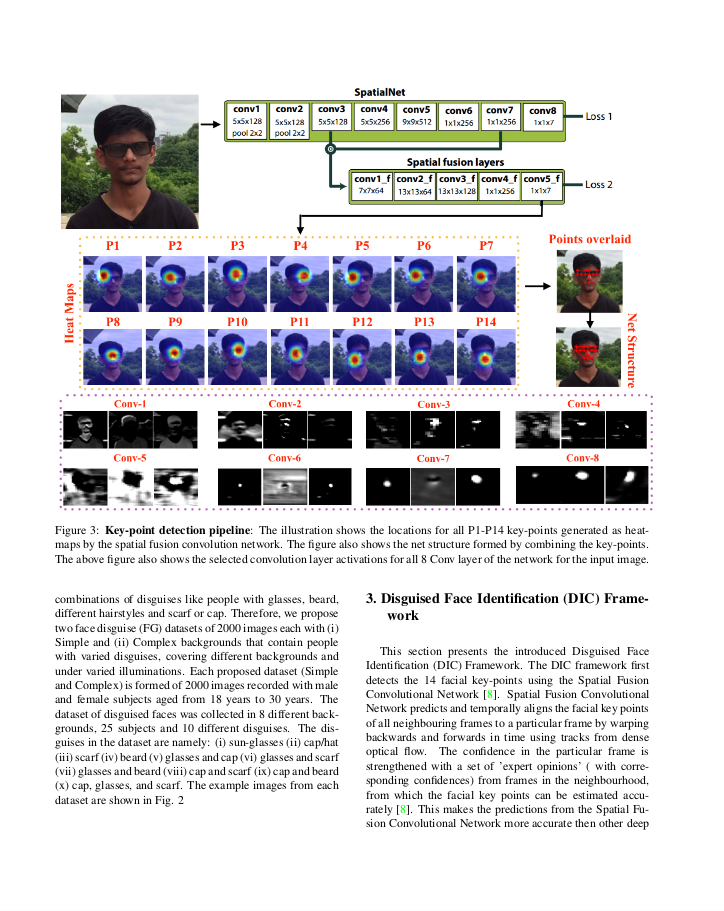 SpatialNet
conv1 conv2 conv3 conv4 conv5 conv6 conv7 conv8
5x5x128 5x5x128 5x5x128 5x5x256 9x9x512 1x1x256 1x1x256 1x1x7
pool 2x2 pool 2x2
Loss 1
Spatial fusion layers
conv1_f conv2_f conv3_f conv4_f conv5_f
7x7x64 13x13x64 13x13x128 1x1x256 1x1x7
Loss 2
P1 P2 P3 P4 P5 P6 P7
Points overlaid
Heat Maps
P8 P9 P10 P11 P12 P13 P14
Net Structure
Conv-1 Conv-2 Conv-3 Conv-4
Conv-5 Conv-6 Conv-7 Conv-8
Figure 3: Key-point detection pipeline: The illustration shows the locations for all P1-P14 key-points generated as heat-
maps by the spatial fusion convolution network. The figure also shows the net structure formed by combining the key-points.
The above figure also shows the selected convolution layer activations for all 8 Conv layer of the network for the input image.
combinations of disguises like people with glasses, beard,
different hairstyles and scarf or cap. Therefore, we propose
two face disguise (FG) datasets of 2000 images each with (i)
Simple and (ii) Complex backgrounds that contain people
with varied disguises, covering different backgrounds and
under varied illuminations. Each proposed dataset (Simple
and Complex) is formed of 2000 images recorded with male
and female subjects aged from 18 years to 30 years. The
dataset of disguised faces was collected in 8 different back-
grounds, 25 subjects and 10 different disguises. The dis-
guises in the dataset are namely: (i) sun-glasses (ii) cap/hat
(iii) scarf (iv) beard (v) glasses and cap (vi) glasses and scarf
(vii) glasses and beard (viii) cap and scarf (ix) cap and beard
(x) cap, glasses, and scarf. The example images from each
dataset are shown in Fig. 2
3. Disguised Face Identification (DIC) Frame-
work
This section presents the introduced Disguised Face
Identification (DIC) Framework. The DIC framework first
detects the 14 facial key-points using the Spatial Fusion
Convolutional Network [8]. Spatial Fusion Convolutional
Network predicts and temporally aligns the facial key points
of all neighbouring frames to a particular frame by warping
backwards and forwards in time using tracks from dense
optical flow. The confidence in the particular frame is
strengthened with a set of 'expert opinions' ( with corre-
sponding confidences) from frames in the neighbourhood,
from which the facial key points can be estimated accu-
rately [8]. This makes the predictions from the Spatial Fu-
sion Convolutional Network more accurate then other deep